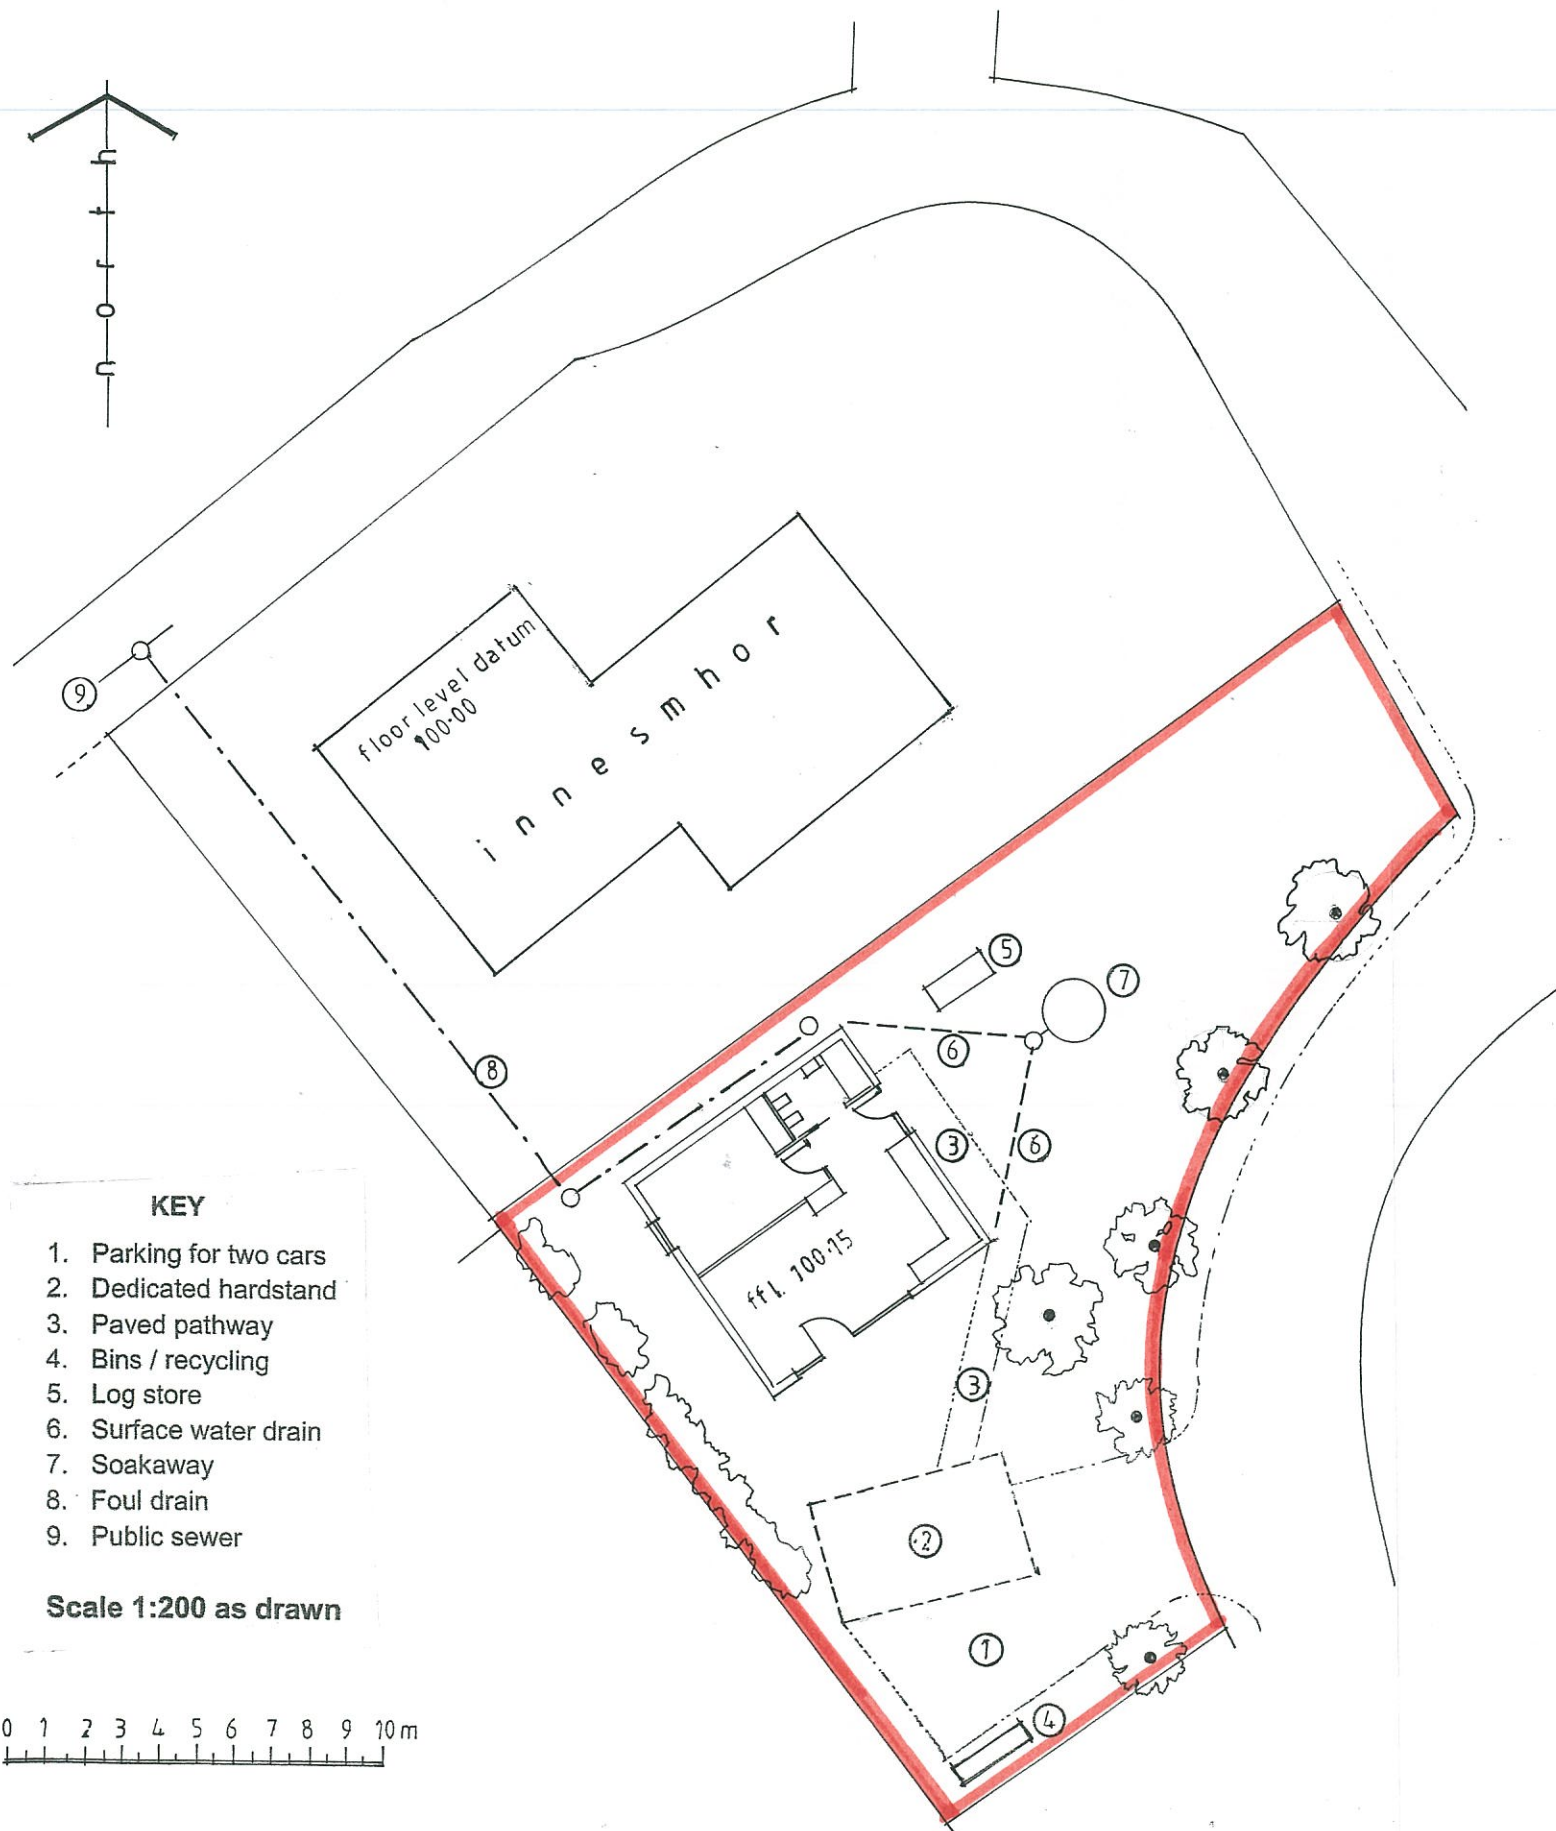 north
floor level datum
100·00
innesmhor
9
8
5
7
6
3
6
ffl. 100·15
3
2
1
4
KEY
1. Parking for two cars
2. Dedicated hardstand
3. Paved pathway
4. Bins / recycling
5. Log store
6. Surface water drain
7. Soakaway
8. Foul drain
9. Public sewer
Scale 1:200 as drawn
0 1 2 3 4 5 6 7 8 9 10m